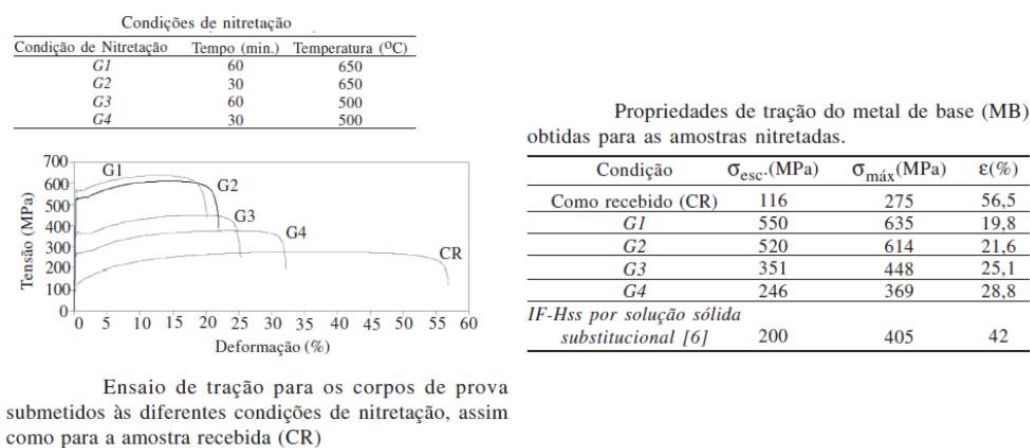 Condições de nitretação
Condição de Nitretação Tempo (min.) Temperatura (ºC)
G1 60 650
G2 30 650
G3 60 500
G4 30 500
700
600
500
400
300
200
100
0
Tensão (MPa)
G1
G2
G3
G4
CR
0 5 10 15 20 25 30 35 40 45 50 55 60
Deformação (%)
Ensaio de tração para os corpos de prova
submetidos às diferentes condições de nitretação, assim
como para a amostra recebida (CR)
Propriedades de tração do metal de base (MB)
obtidas para as amostras nitretadas.
Condição σesc.(MPa) σmáx(MPa) ε(%)
Como recebido (CR) 116 275 56,5
G1 550 635 19,8
G2 520 614 21,6
G3 351 448 25,1
G4 246 369 28,8
IF-Hss por solução sólida
substitucional [6] 200 405 42